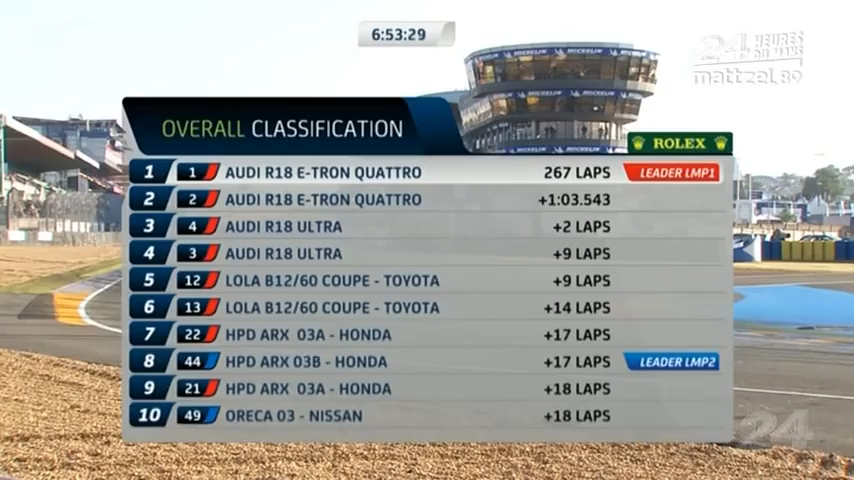 6:53:29
24 HEURES
DU MANS
mattzel89
MICHELIN MICHELIN
OVERALL CLASSIFICATION
ROLEX
1 1 AUDI R18 E-TRON QUATTRO 267 LAPS LEADER LMP1
2 2 AUDI R18 E-TRON QUATTRO +1:03.543
3 4 AUDI R18 ULTRA +2 LAPS
4 3 AUDI R18 ULTRA +9 LAPS
5 12 LOLA B12/60 COUPE - TOYOTA +9 LAPS
6 13 LOLA B12/60 COUPE - TOYOTA +14 LAPS
7 22 HPD ARX 03A - HONDA +17 LAPS
8 44 HPD ARX 03B - HONDA +17 LAPS LEADER LMP2
9 21 HPD ARX 03A - HONDA +18 LAPS
10 49 ORECA 03 - NISSAN +18 LAPS
24